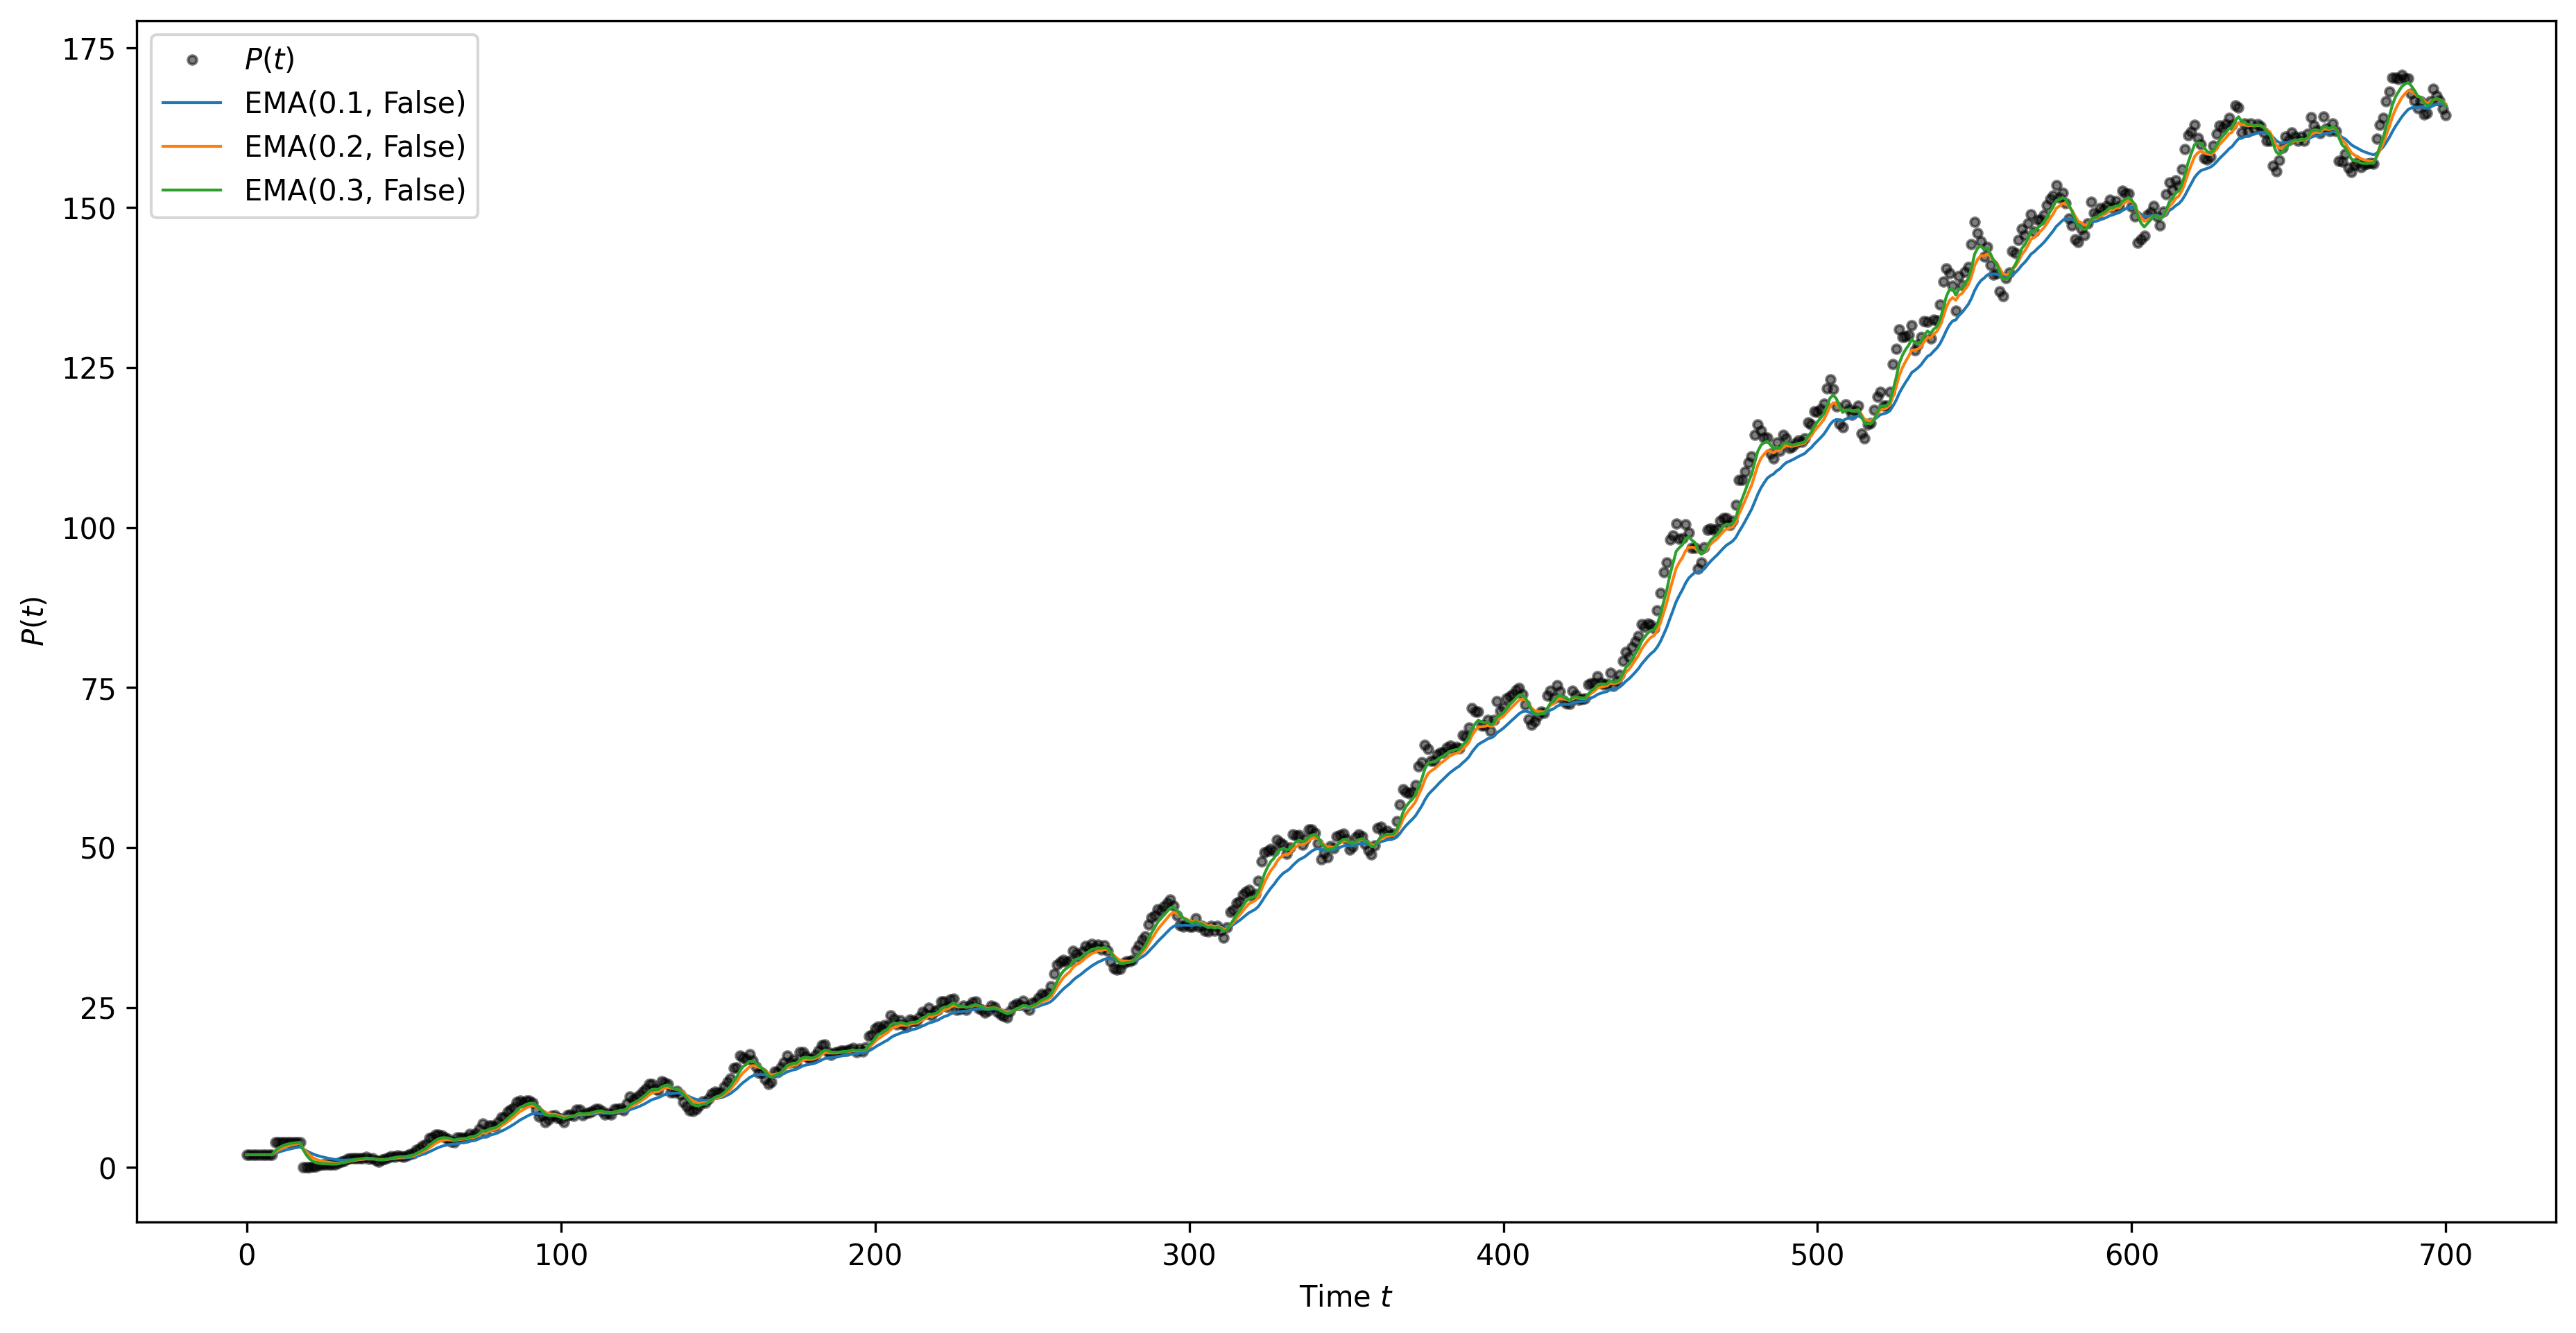 175
150
125
100
75
50
25
0
P(t)
P(t)
EMA(0.1, False)
EMA(0.2, False)
EMA(0.3, False)
0 100 200 300 400 500 600 700
Time t